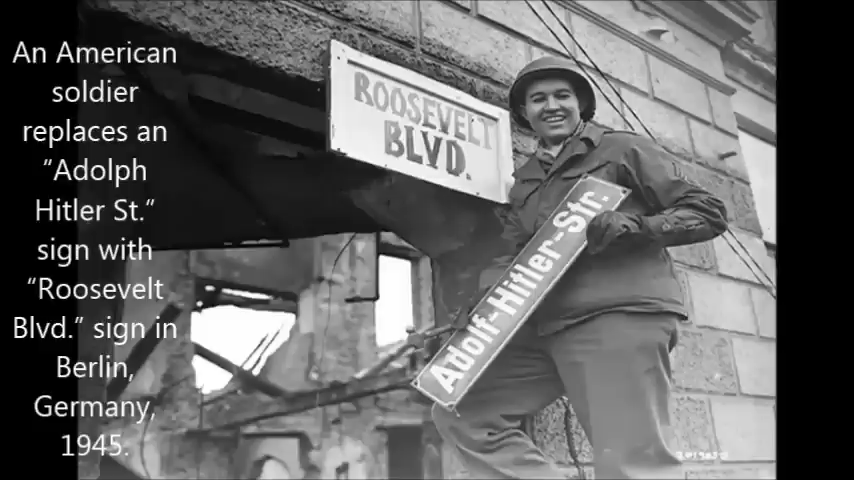 An American
soldier
replaces an
“Adolph
Hitler St.“
sign with
“Roosevelt
Blvd.” sign in
Berlin,
Germany,
1945.
ROOSEVELT
BLVD.
Adolf-Hitler-Str.